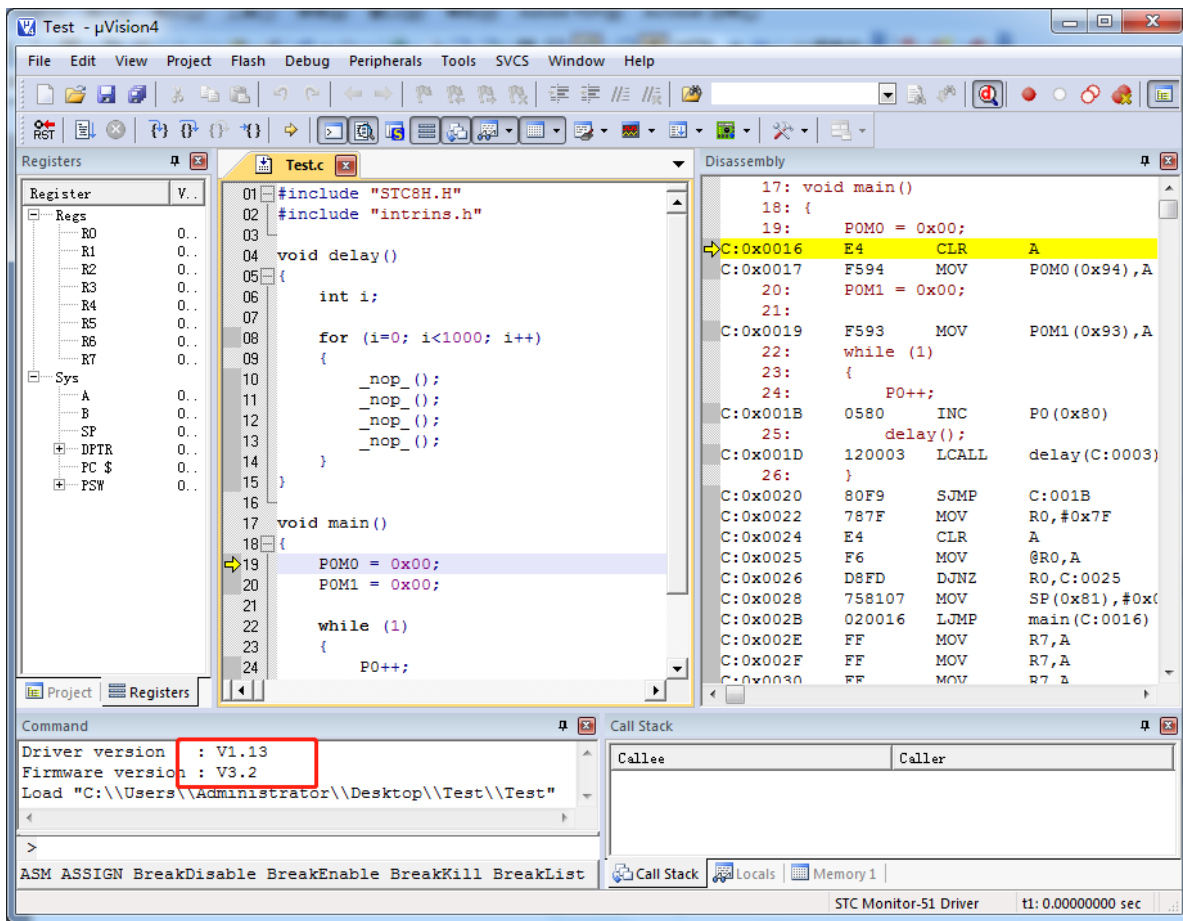 Test - µVision4
File Edit View Project Flash Debug Peripherals Tools SVCS Window Help
RST
Registers
Register V..
Regs
R0 0..
R1 0..
R2 0..
R3 0..
R4 0..
R5 0..
R6 0..
R7 0..
Sys
A 0..
B 0..
SP 0..
DPTR 0..
PC $ 0..
PSW 0..
Project Registers
Test.c
01 #include "STC8H.H"
02 #include "intrins.h"
03
04 void delay()
05 {
06 int i;
07
08 for (i=0; i<1000; i++)
09 {
10 _nop_();
11 _nop_();
12 _nop_();
13 _nop_();
14 }
15 }
16
17 void main()
18 {
19 P0M0 = 0x00;
20 P0M1 = 0x00;
21
22 while (1)
23 {
24 P0++;
Disassembly
17: void main()
18: {
19: P0M0 = 0x00;
C:0x0016 E4 CLR A
C:0x0017 F594 MOV P0M0(0x94),A
20: P0M1 = 0x00;
21:
C:0x0019 F593 MOV P0M1(0x93),A
22: while (1)
23: {
24: P0++;
C:0x001B 0580 INC P0(0x80)
25: delay();
C:0x001D 120003 LCALL delay(C:0003)
26: }
C:0x0020 80F9 SJMP C:001B
C:0x0022 787F MOV R0,#0x7F
C:0x0024 E4 CLR A
C:0x0025 F6 MOV @R0,A
C:0x0026 D8FD DJNZ R0,C:0025
C:0x0028 758107 MOV SP(0x81),#0x0
C:0x002B 020016 LJMP main(C:0016)
C:0x002E FF MOV R7,A
C:0x002F FF MOV R7,A
C:0x0030 FF MOV R7,A
Command
Driver version : V1.13
Firmware version : V3.2
Load "C:\\Users\\Administrator\\Desktop\\Test\\Test"
>
ASM ASSIGN BreakDisable BreakEnable BreakKill BreakList
Call Stack
Callee Caller
Call Stack Locals Memory 1
STC Monitor-51 Driver t1: 0.00000000 sec